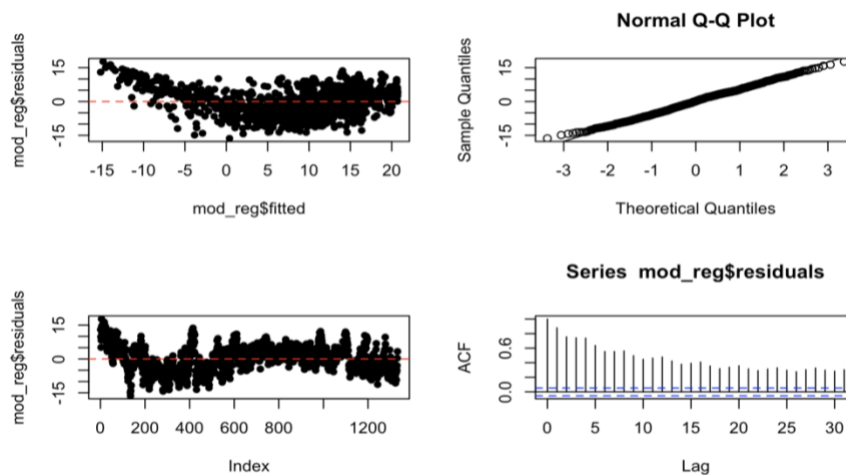 mod_reg$residuals
15
0
-15
-15 -10 -5 0 5 10 15 20
mod_reg$fitted
Normal Q-Q Plot
Sample Quantiles
15
0
-15
-3 -2 -1 0 1 2 3
Theoretical Quantiles
mod_reg$residuals
15
0
-15
0 200 400 600 800 1200
Index
Series mod_reg$residuals
ACF
0.6
0.0
0 5 10 15 20 25 30
Lag